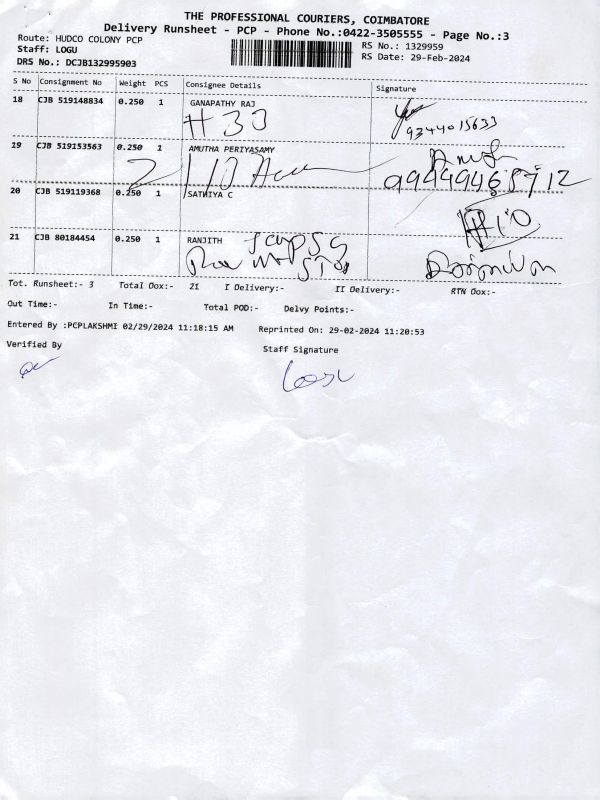 THE PROFESSIONAL COURIERS, COIMBATORE
Delivery Runsheet - PCP - Phone No.:0422-3505555 - Page No.:3
Route: HUDCO COLONY PCP
RS No.: 1329959
Staff: LOGU
RS Date: 29-Feb-2024
DRS No.: DCJB132995903
S No Consignment No Weight PCS Consignee Details Signature
18 CJB 519148834 0.250 1 GANAPATHY RAJ
H 33
9344015633
19 CJB 519153563 0.250 1 AMUTHA PERIYASAMY
20 CJB 519119368 0.250 1 SATHIYA C
21 CJB 80184454 0.250 1 RANJITH
Tot. Runsheet:- 3 Total Dox:- 21 I Delivery:- II Delivery:- RTN Dox:-
Out Time:- In Time:- Total POD:- Delvy Points:-
Entered By :PCPLAKSHMI 02/29/2024 11:18:15 AM Reprinted On: 29-02-2024 11:20:53
Verified By
Staff Signature